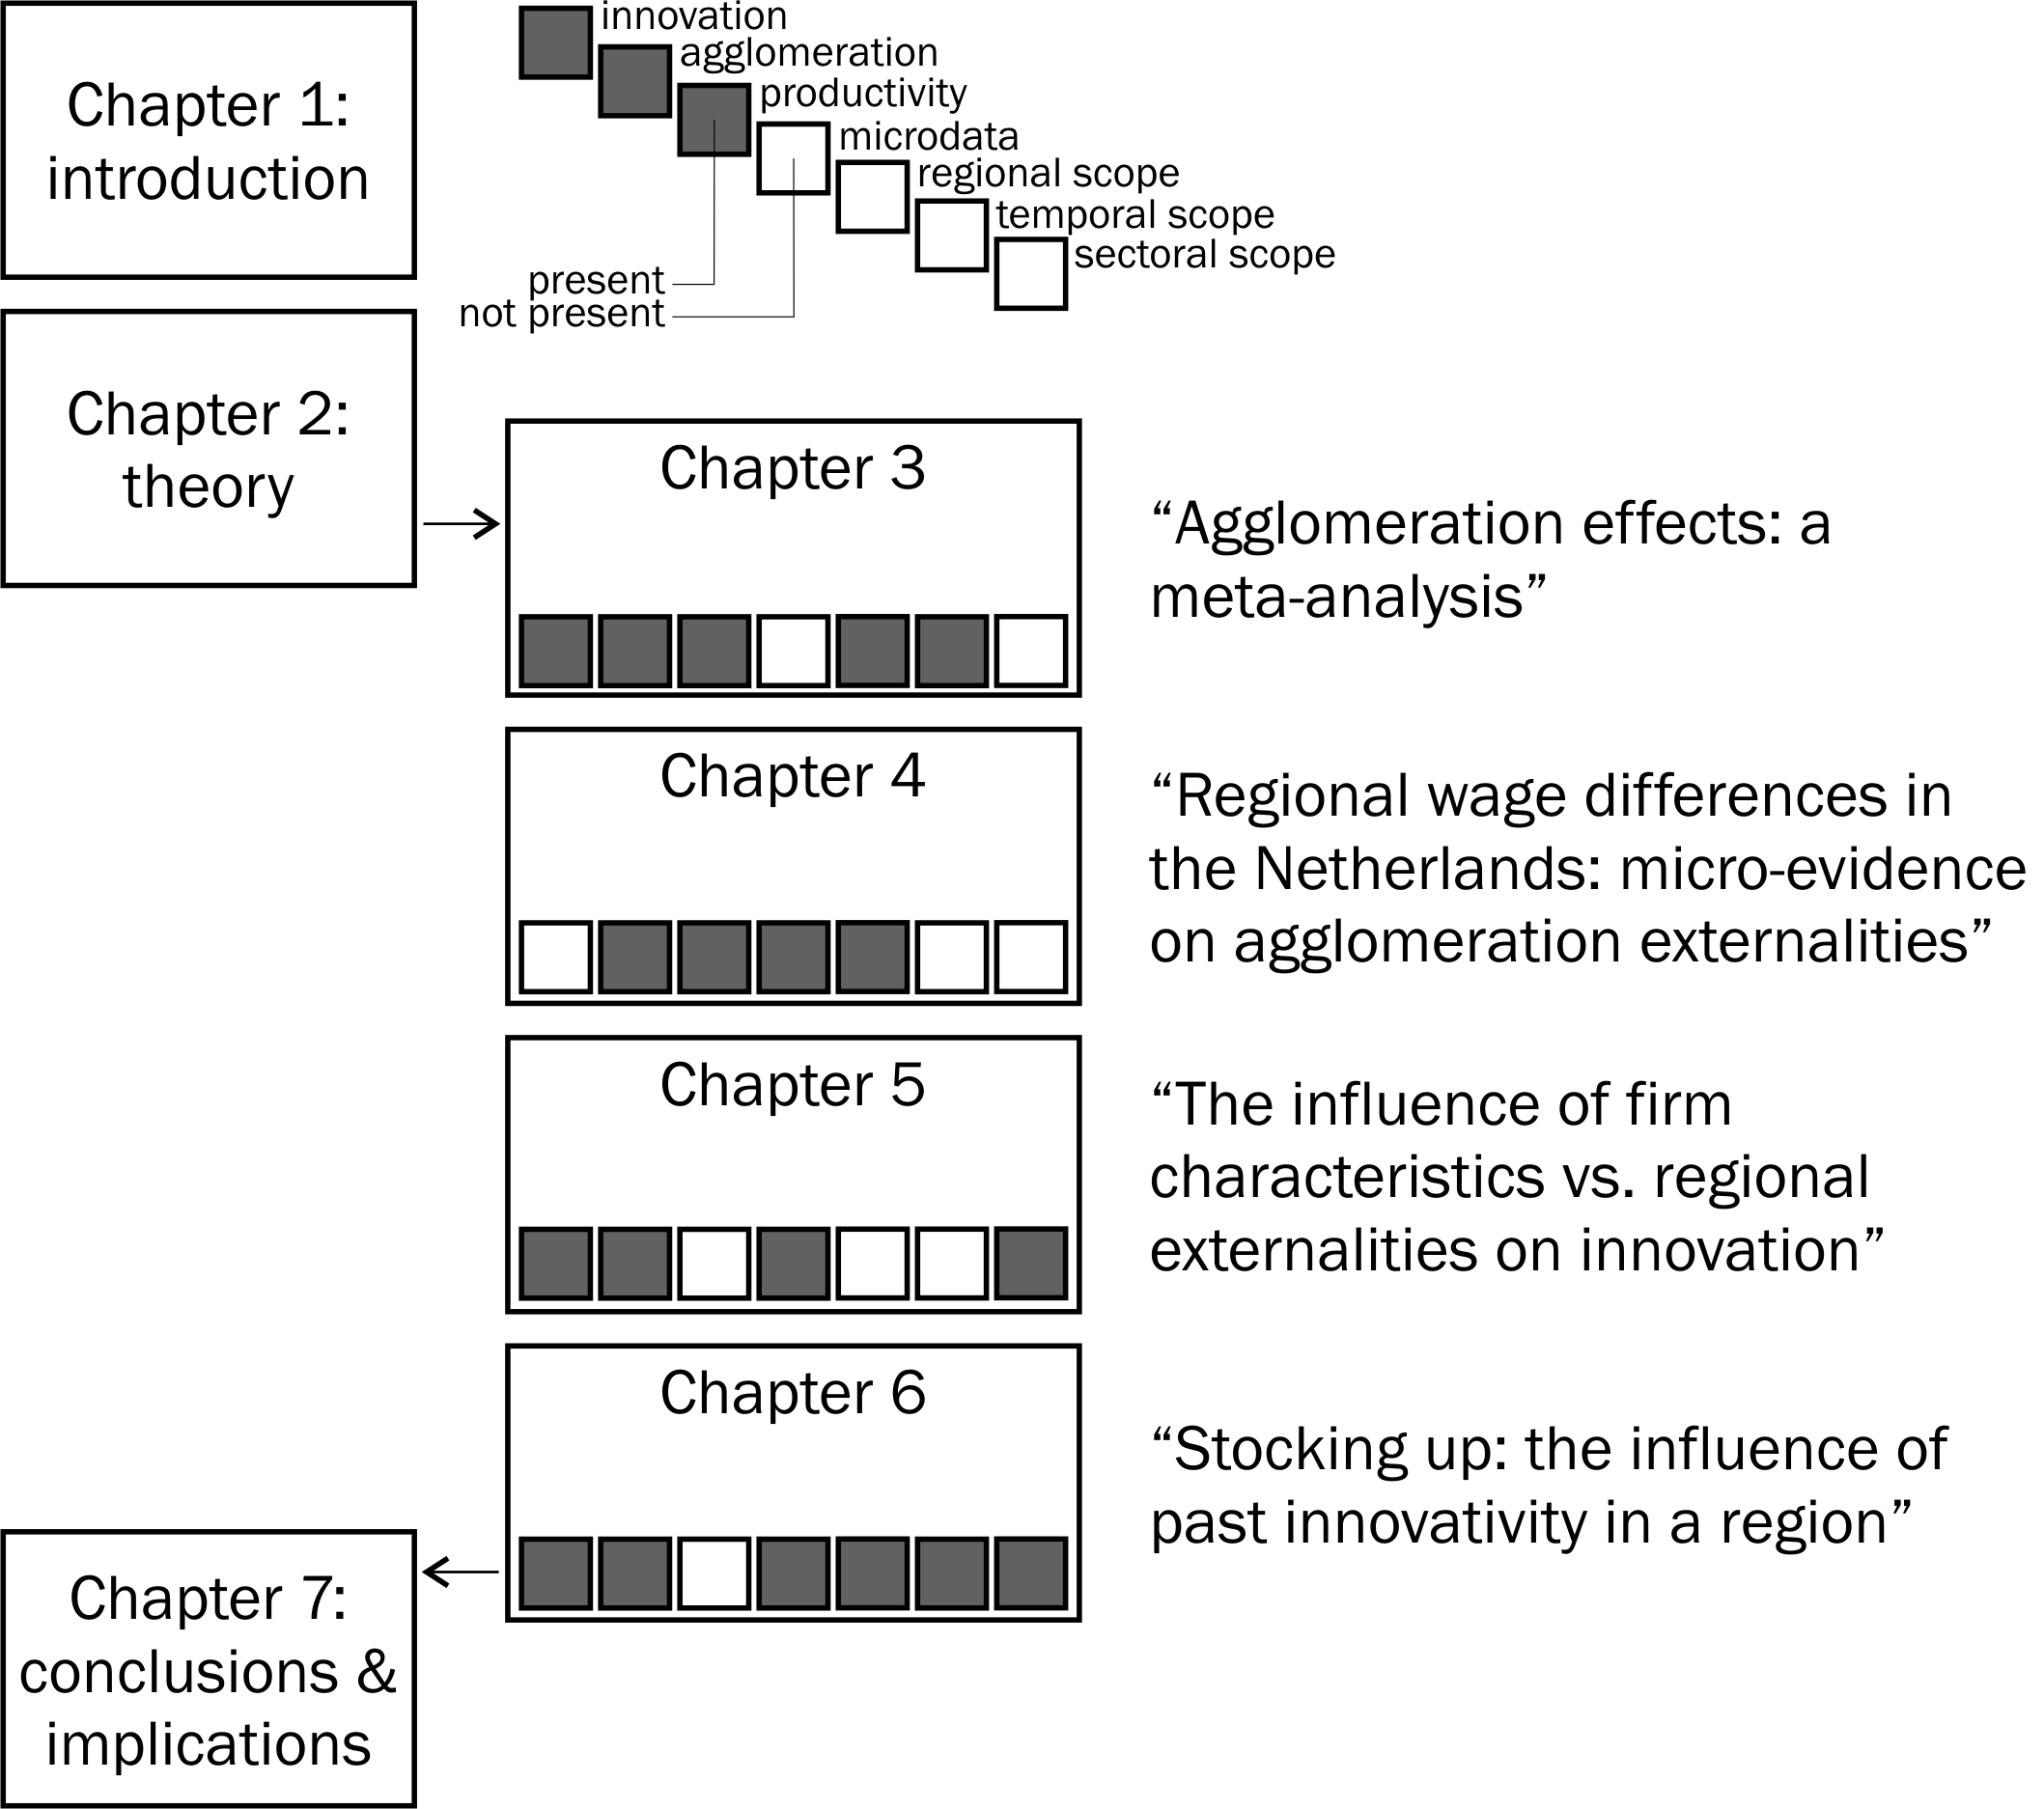 Chapter 1:
introduction
innovation
agglomeration
productivity
microdata
regional scope
temporal scope
sectoral scope
present
not present
Chapter 2:
theory
Chapter 3
“Agglomeration effects: a
meta-analysis”
Chapter 4
“Regional wage differences in
the Netherlands: micro-evidence
on agglomeration externalities”
Chapter 5
“The influence of firm
characteristics vs. regional
externalities on innovation”
Chapter 6
“Stocking up: the influence of
past innovativity in a region”
Chapter 7:
conclusions &
implications